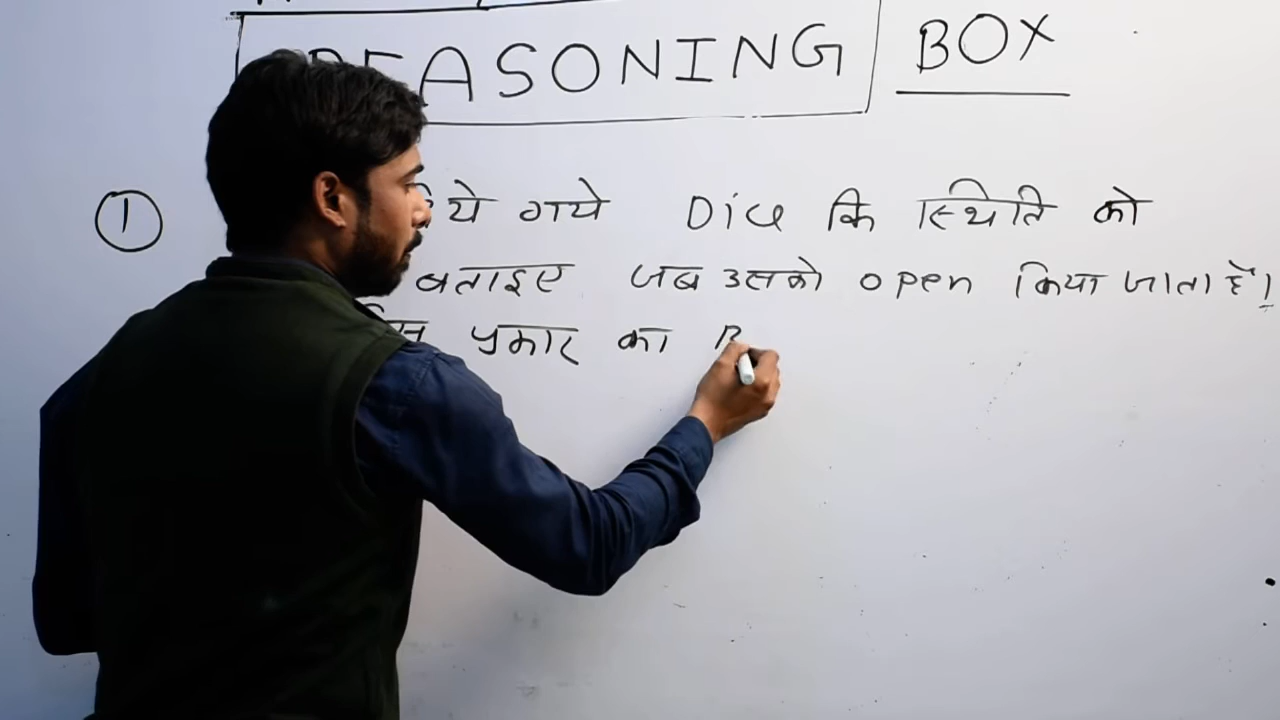 REASONING BOX
① दिये गये Dice कि स्थिति को
बताइए जब उसको open किया जाता है।
प्रकार का B